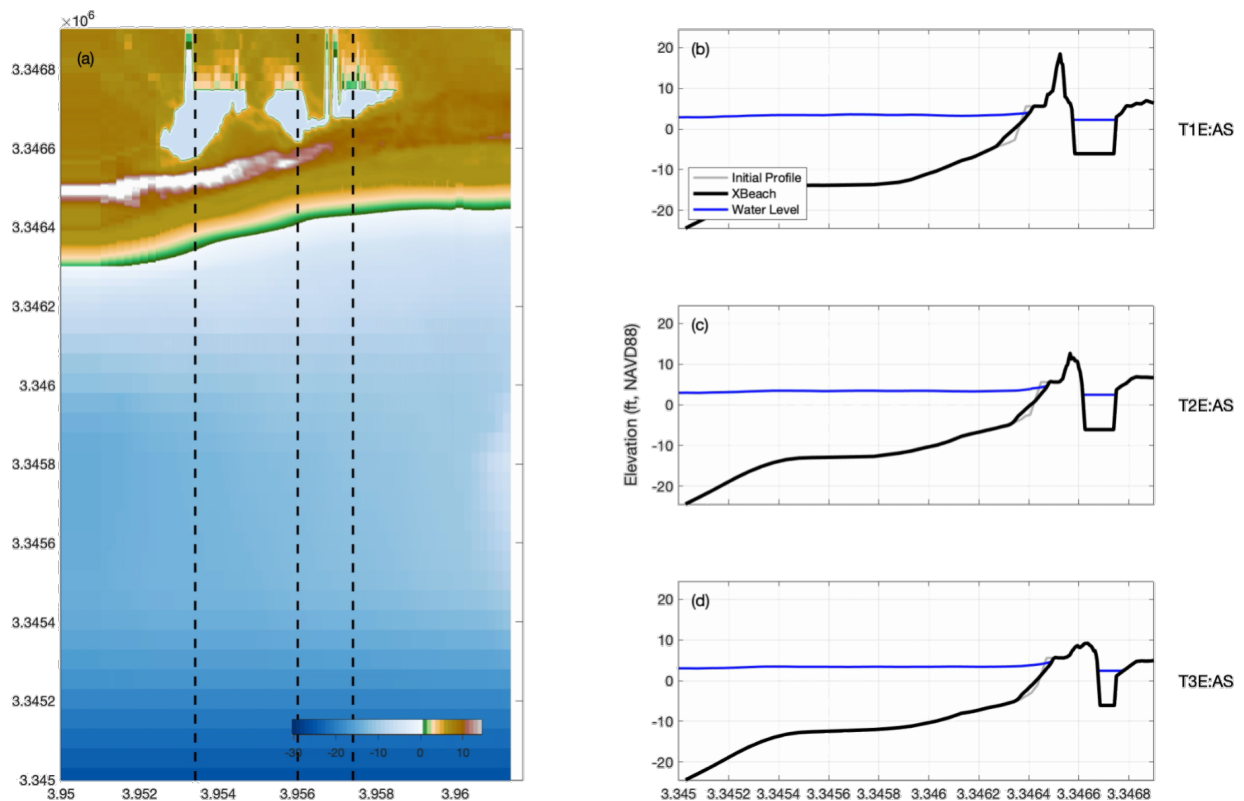 ×10⁶
(a)
3.3468
3.3466
3.3464
3.3462
3.346
3.3458
3.3456
3.3454
3.3452
3.345
-30 -20 -10 0 10
3.95 3.952 3.954 3.956 3.958 3.96
(b)
20
10
0
-10
-20
Initial Profile
XBeach
Water Level
T1E:AS
(c)
20
10
0
-10
-20
Elevation (ft, NAVD88)
T2E:AS
(d)
20
10
0
-10
-20
T3E:AS
3.345 3.3452 3.3454 3.3456 3.3458 3.346 3.3462 3.3464 3.3466 3.3468